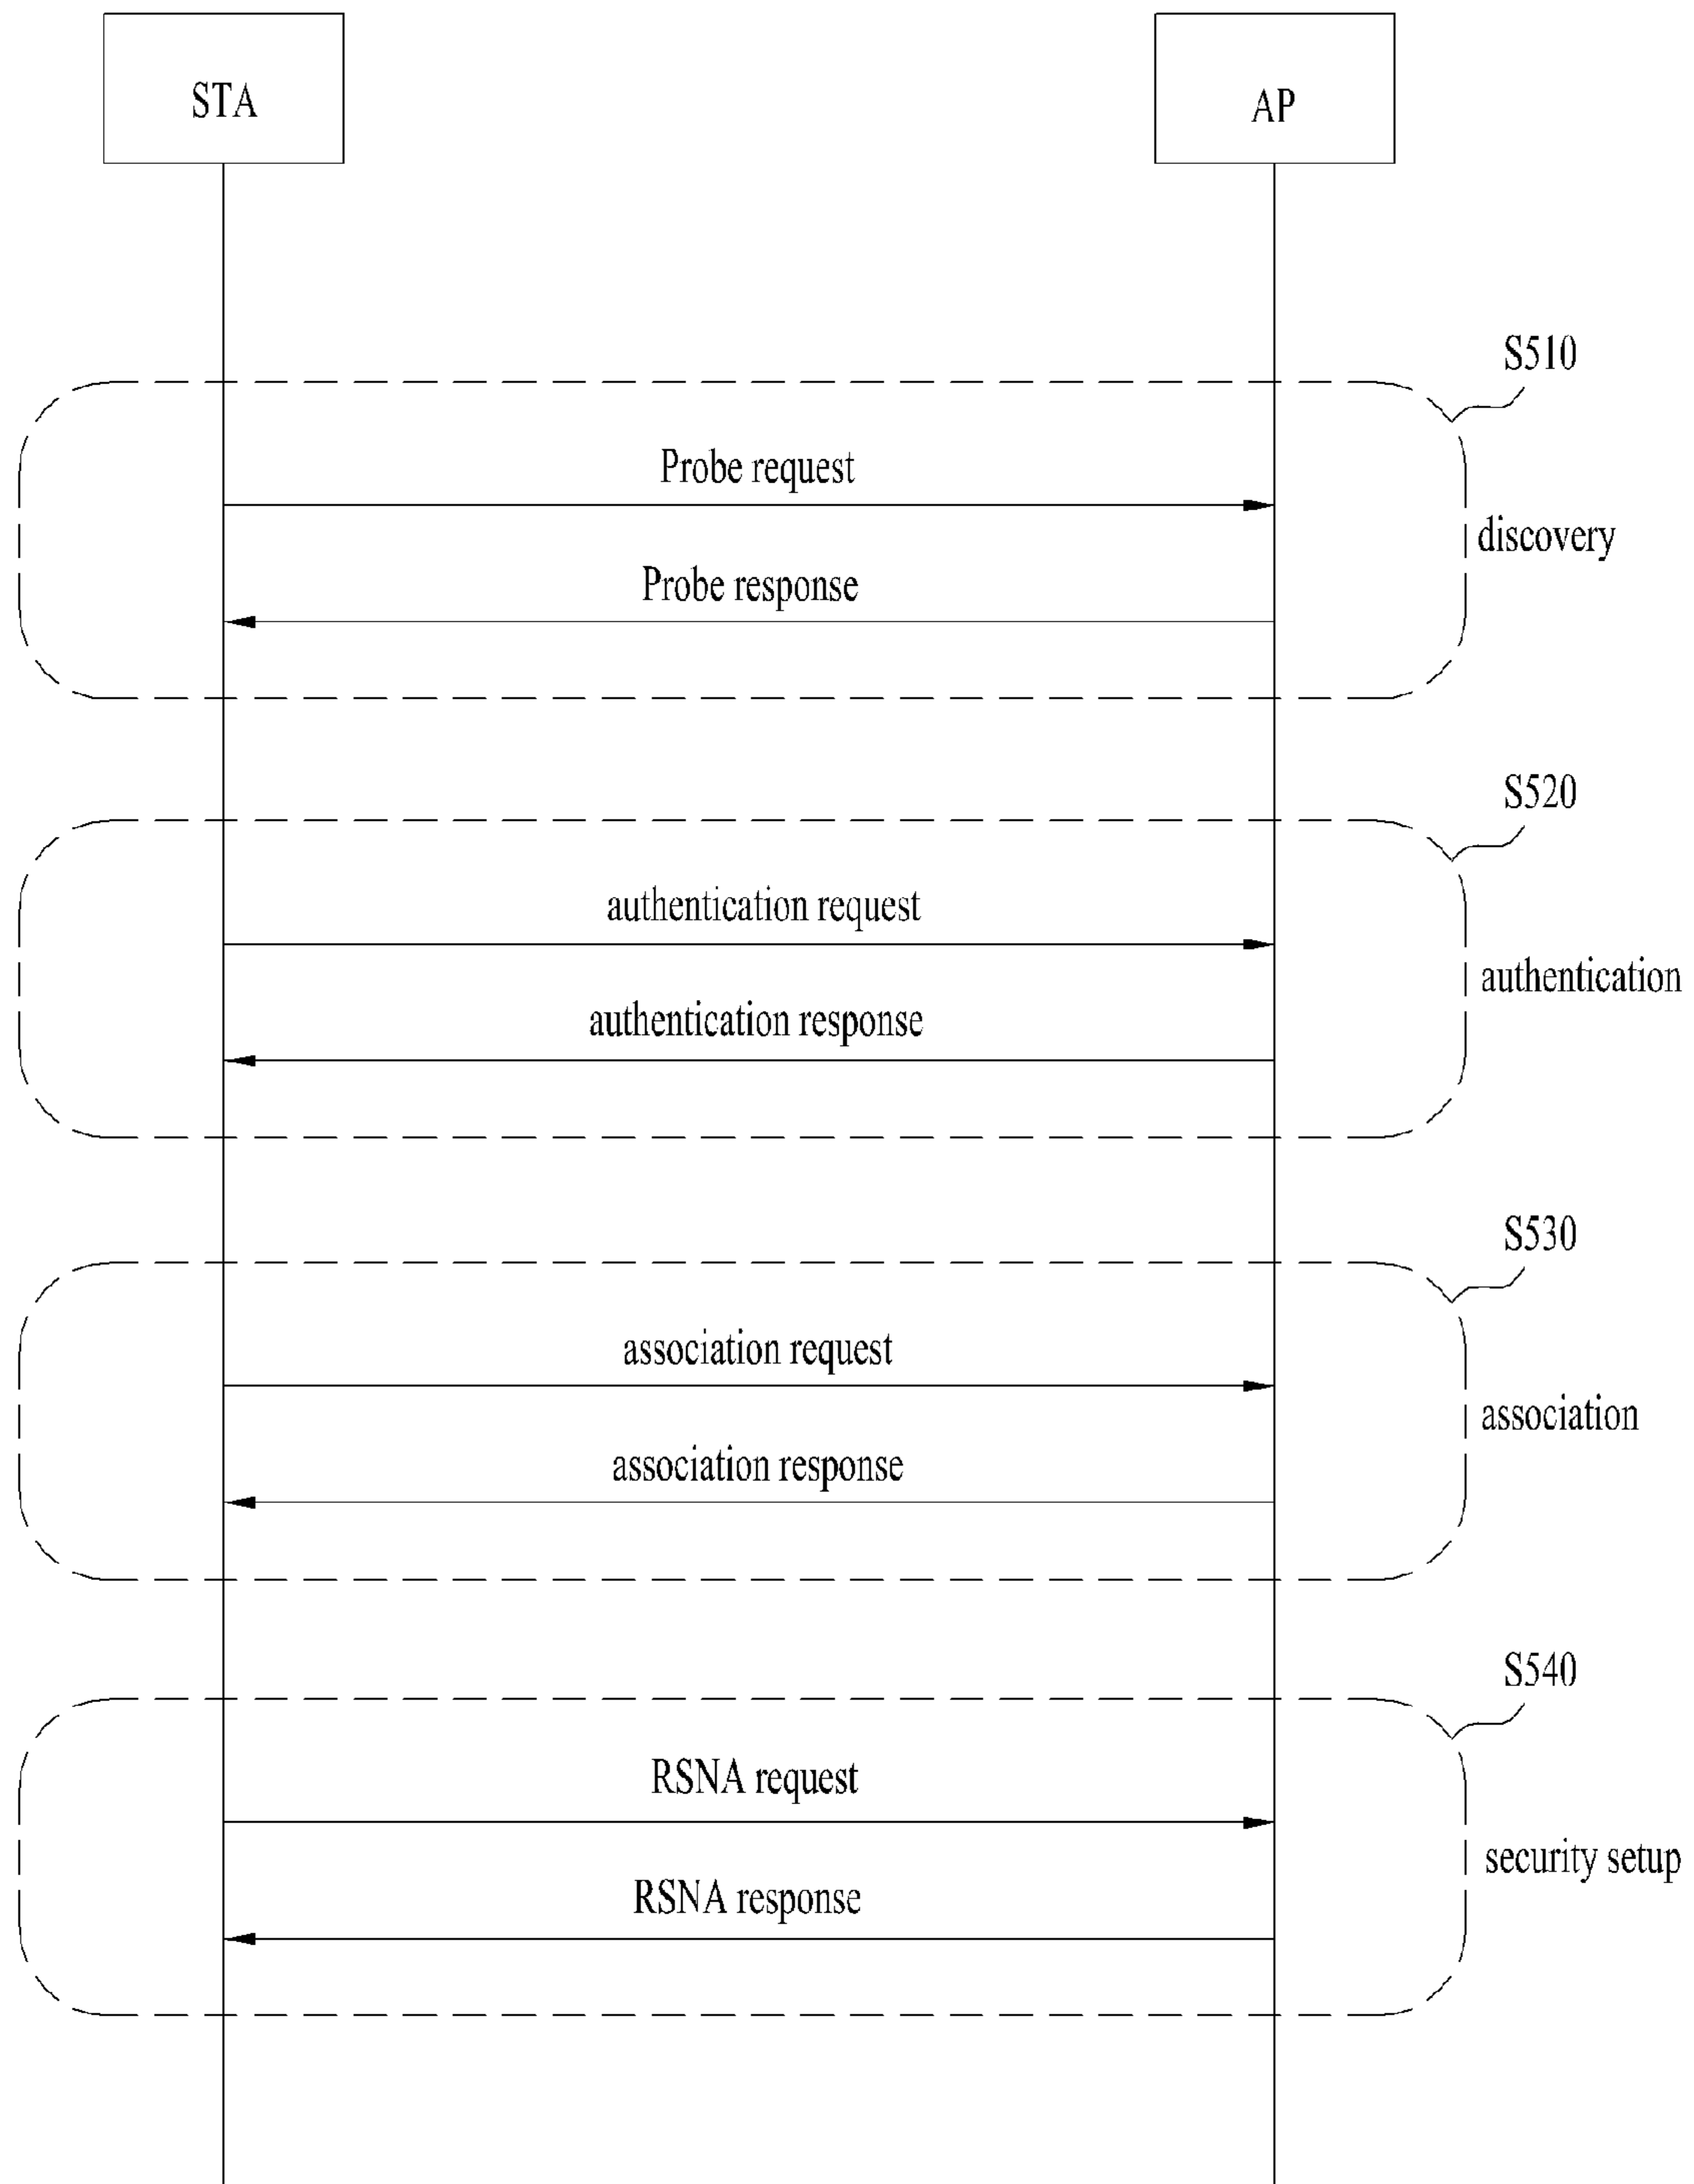 STA
AP
S510
Probe request
discovery
Probe response
S520
authentication request
authentication
authentication response
S530
association request
association
association response
S540
RSNA request
security setup
RSNA response